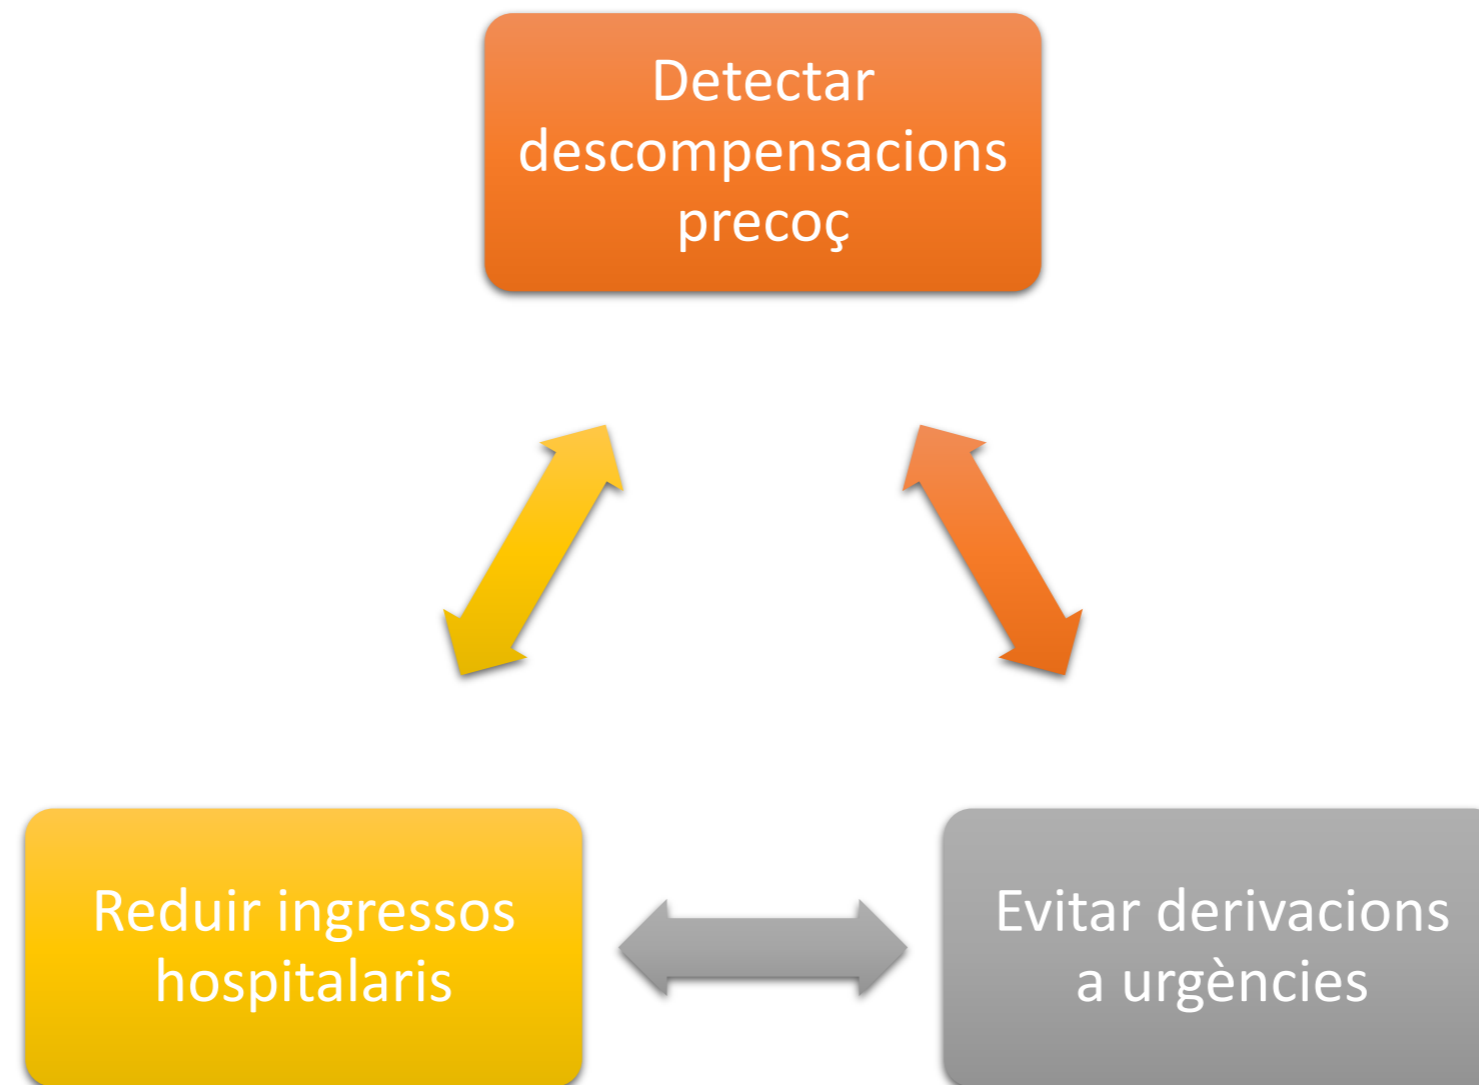 Detectar
descompensacions
precoç
Reduir ingressos
hospitalaris
Evitar derivacions
a urgències